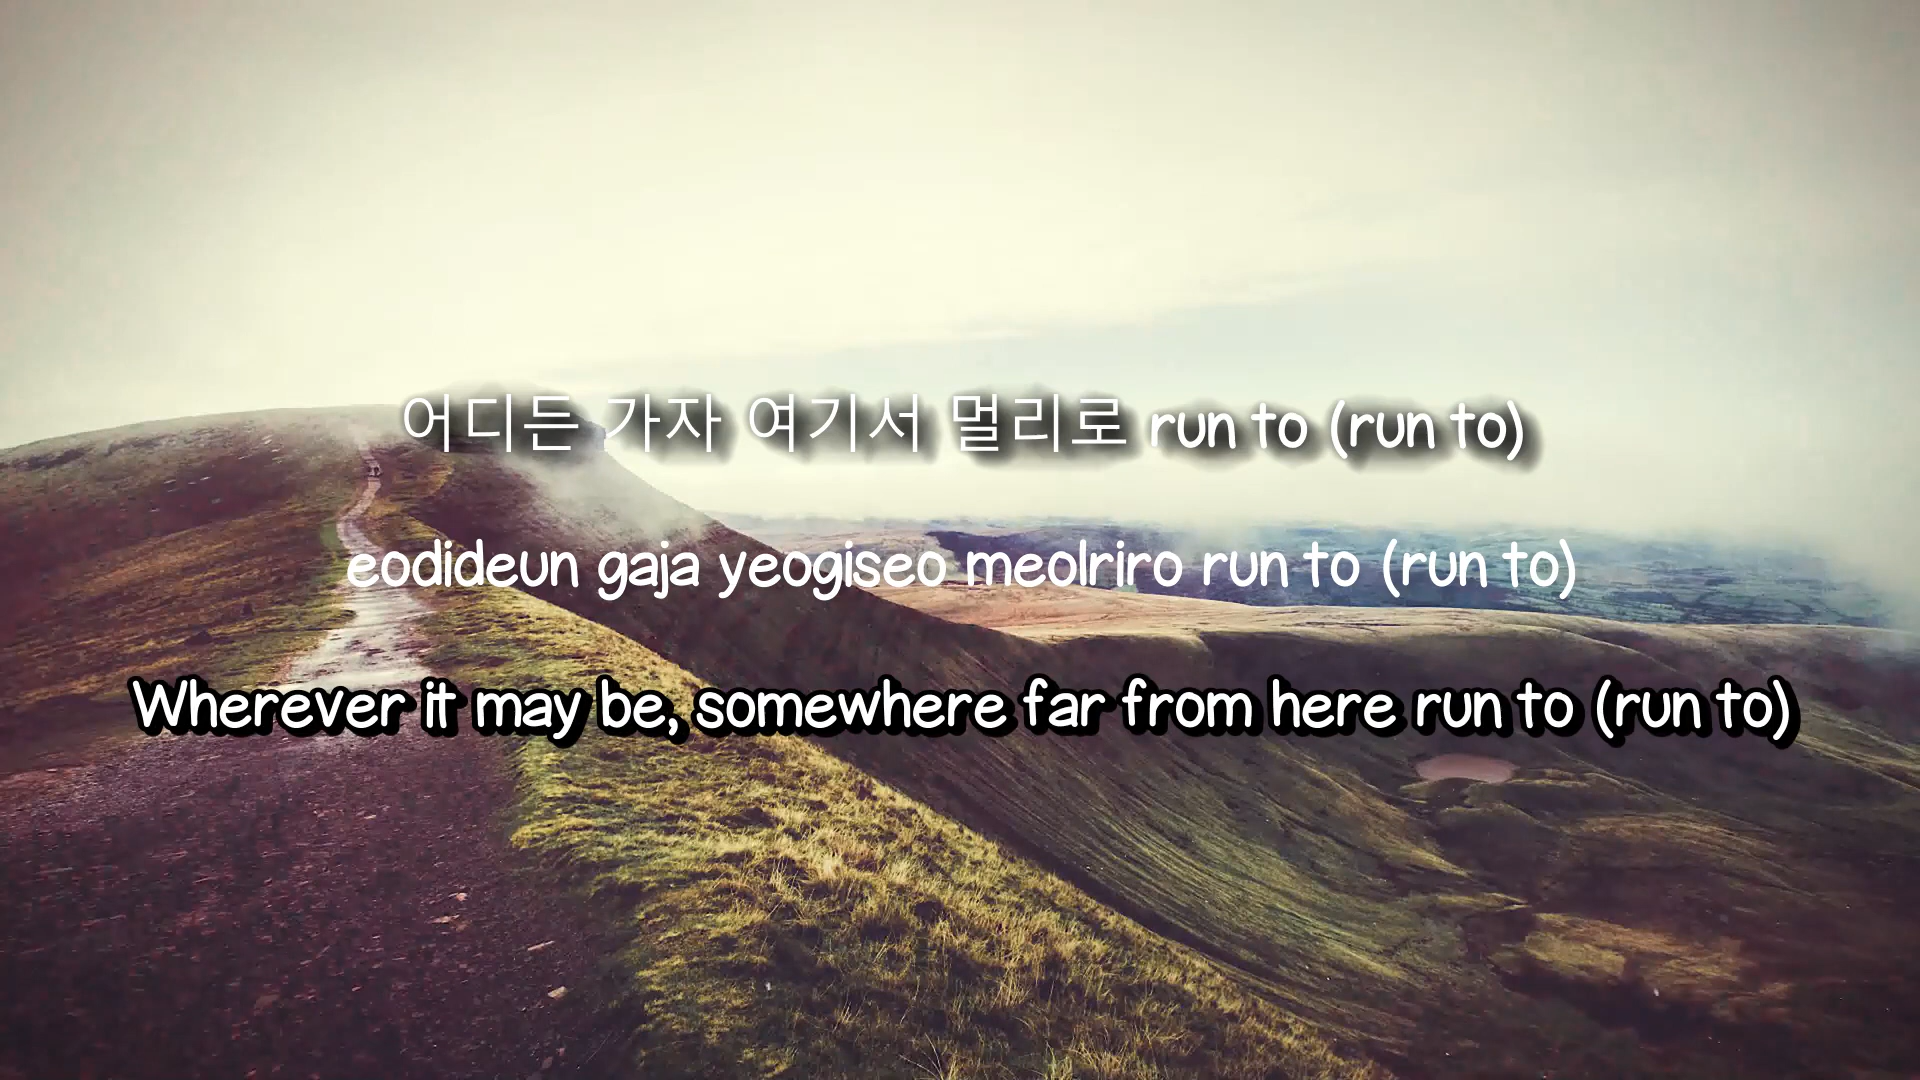 어디든 가자 여기서 멀리로 run to (run to)
eodideun gaja yeogiseo meolriro run to (run to)
Wherever it may be, somewhere far from here run to (run to)